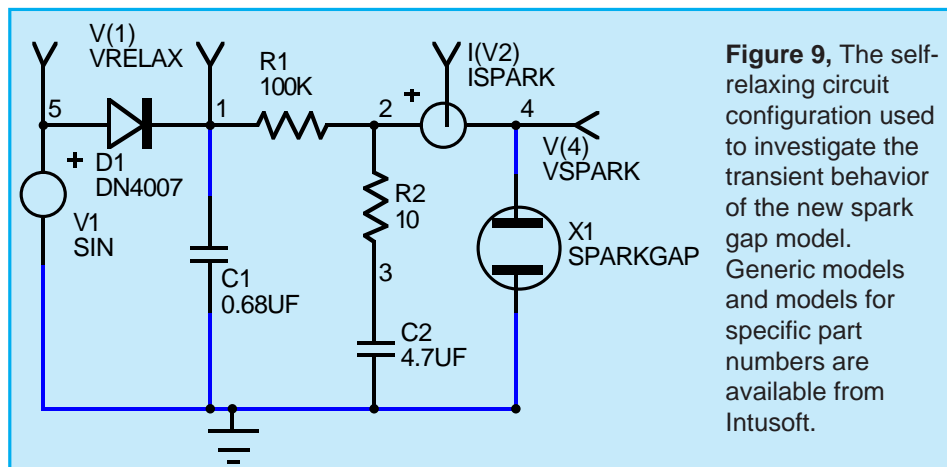 V(1)
VRELAX
R1
100K
I(V2)
ISPARK
5
1
2
+
4
+
D1
DN4007
V(4)
VSPARK
V1
SIN
R2
10
X1
SPARKGAP
3
C1
0.68UF
C2
4.7UF
Figure 9, The self-
relaxing circuit
configuration used
to investigate the
transient behavior
of the new spark
gap model.
Generic models
and models for
specific part
numbers are
available from
Intusoft.